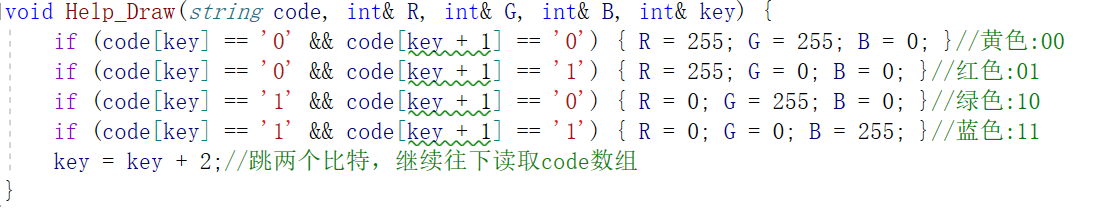 void Help_Draw(string code, int& R, int& G, int& B, int& key) {
    if (code[key] == '0' && code[key + 1] == '0') { R = 255; G = 255; B = 0; }//黄色:00
    if (code[key] == '0' && code[key + 1] == '1') { R = 255; G = 0; B = 0; }//红色:01
    if (code[key] == '1' && code[key + 1] == '0') { R = 0; G = 255; B = 0; }//绿色:10
    if (code[key] == '1' && code[key + 1] == '1') { R = 0; G = 0; B = 255; }//蓝色:11
    key = key + 2;//跳两个比特，继续往下读取code数组
}